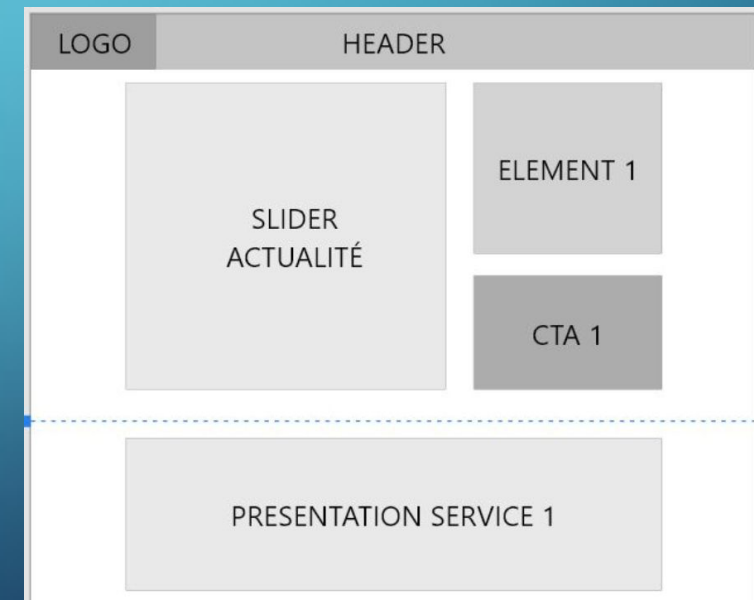 LOGO
HEADER
SLIDER
ACTUALITÉ
ELEMENT 1
CTA 1
PRESENTATION SERVICE 1